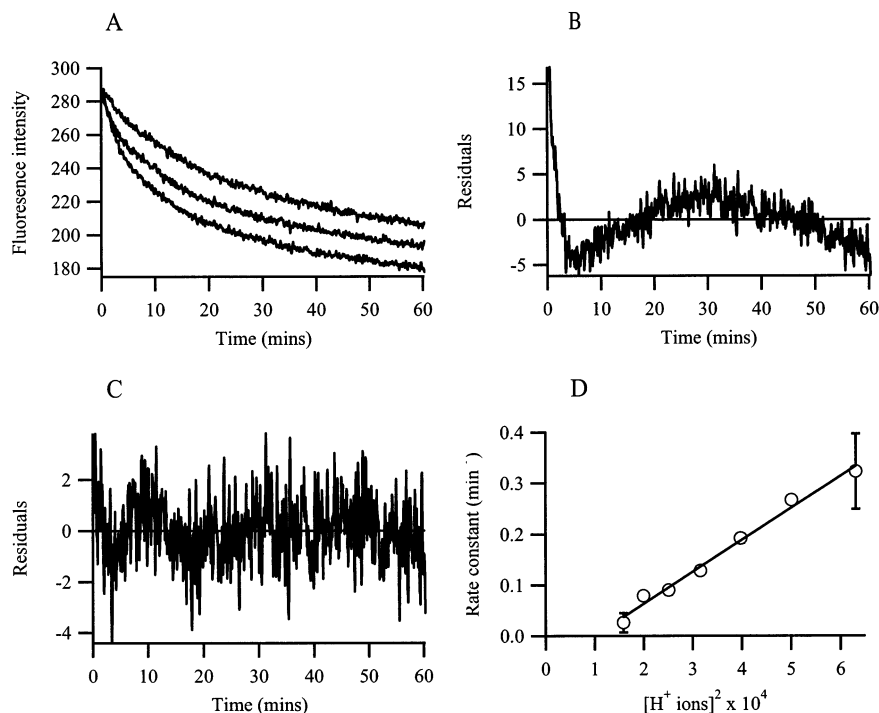 A
300
280
260
240
220
200
180
Fluoresence intensity
0 10 20 30 40 50 60
Time (mins)
B
15
10
5
0
-5
Residuals
0 10 20 30 40 50 60
Time (mins)
C
2
0
-2
-4
Residuals
0 10 20 30 40 50 60
Time (mins)
D
0.4
0.3
0.2
0.1
0.0
Rate constant (min⁻)
0 1 2 3 4 5 6
[H⁺ ions]² x 10⁴